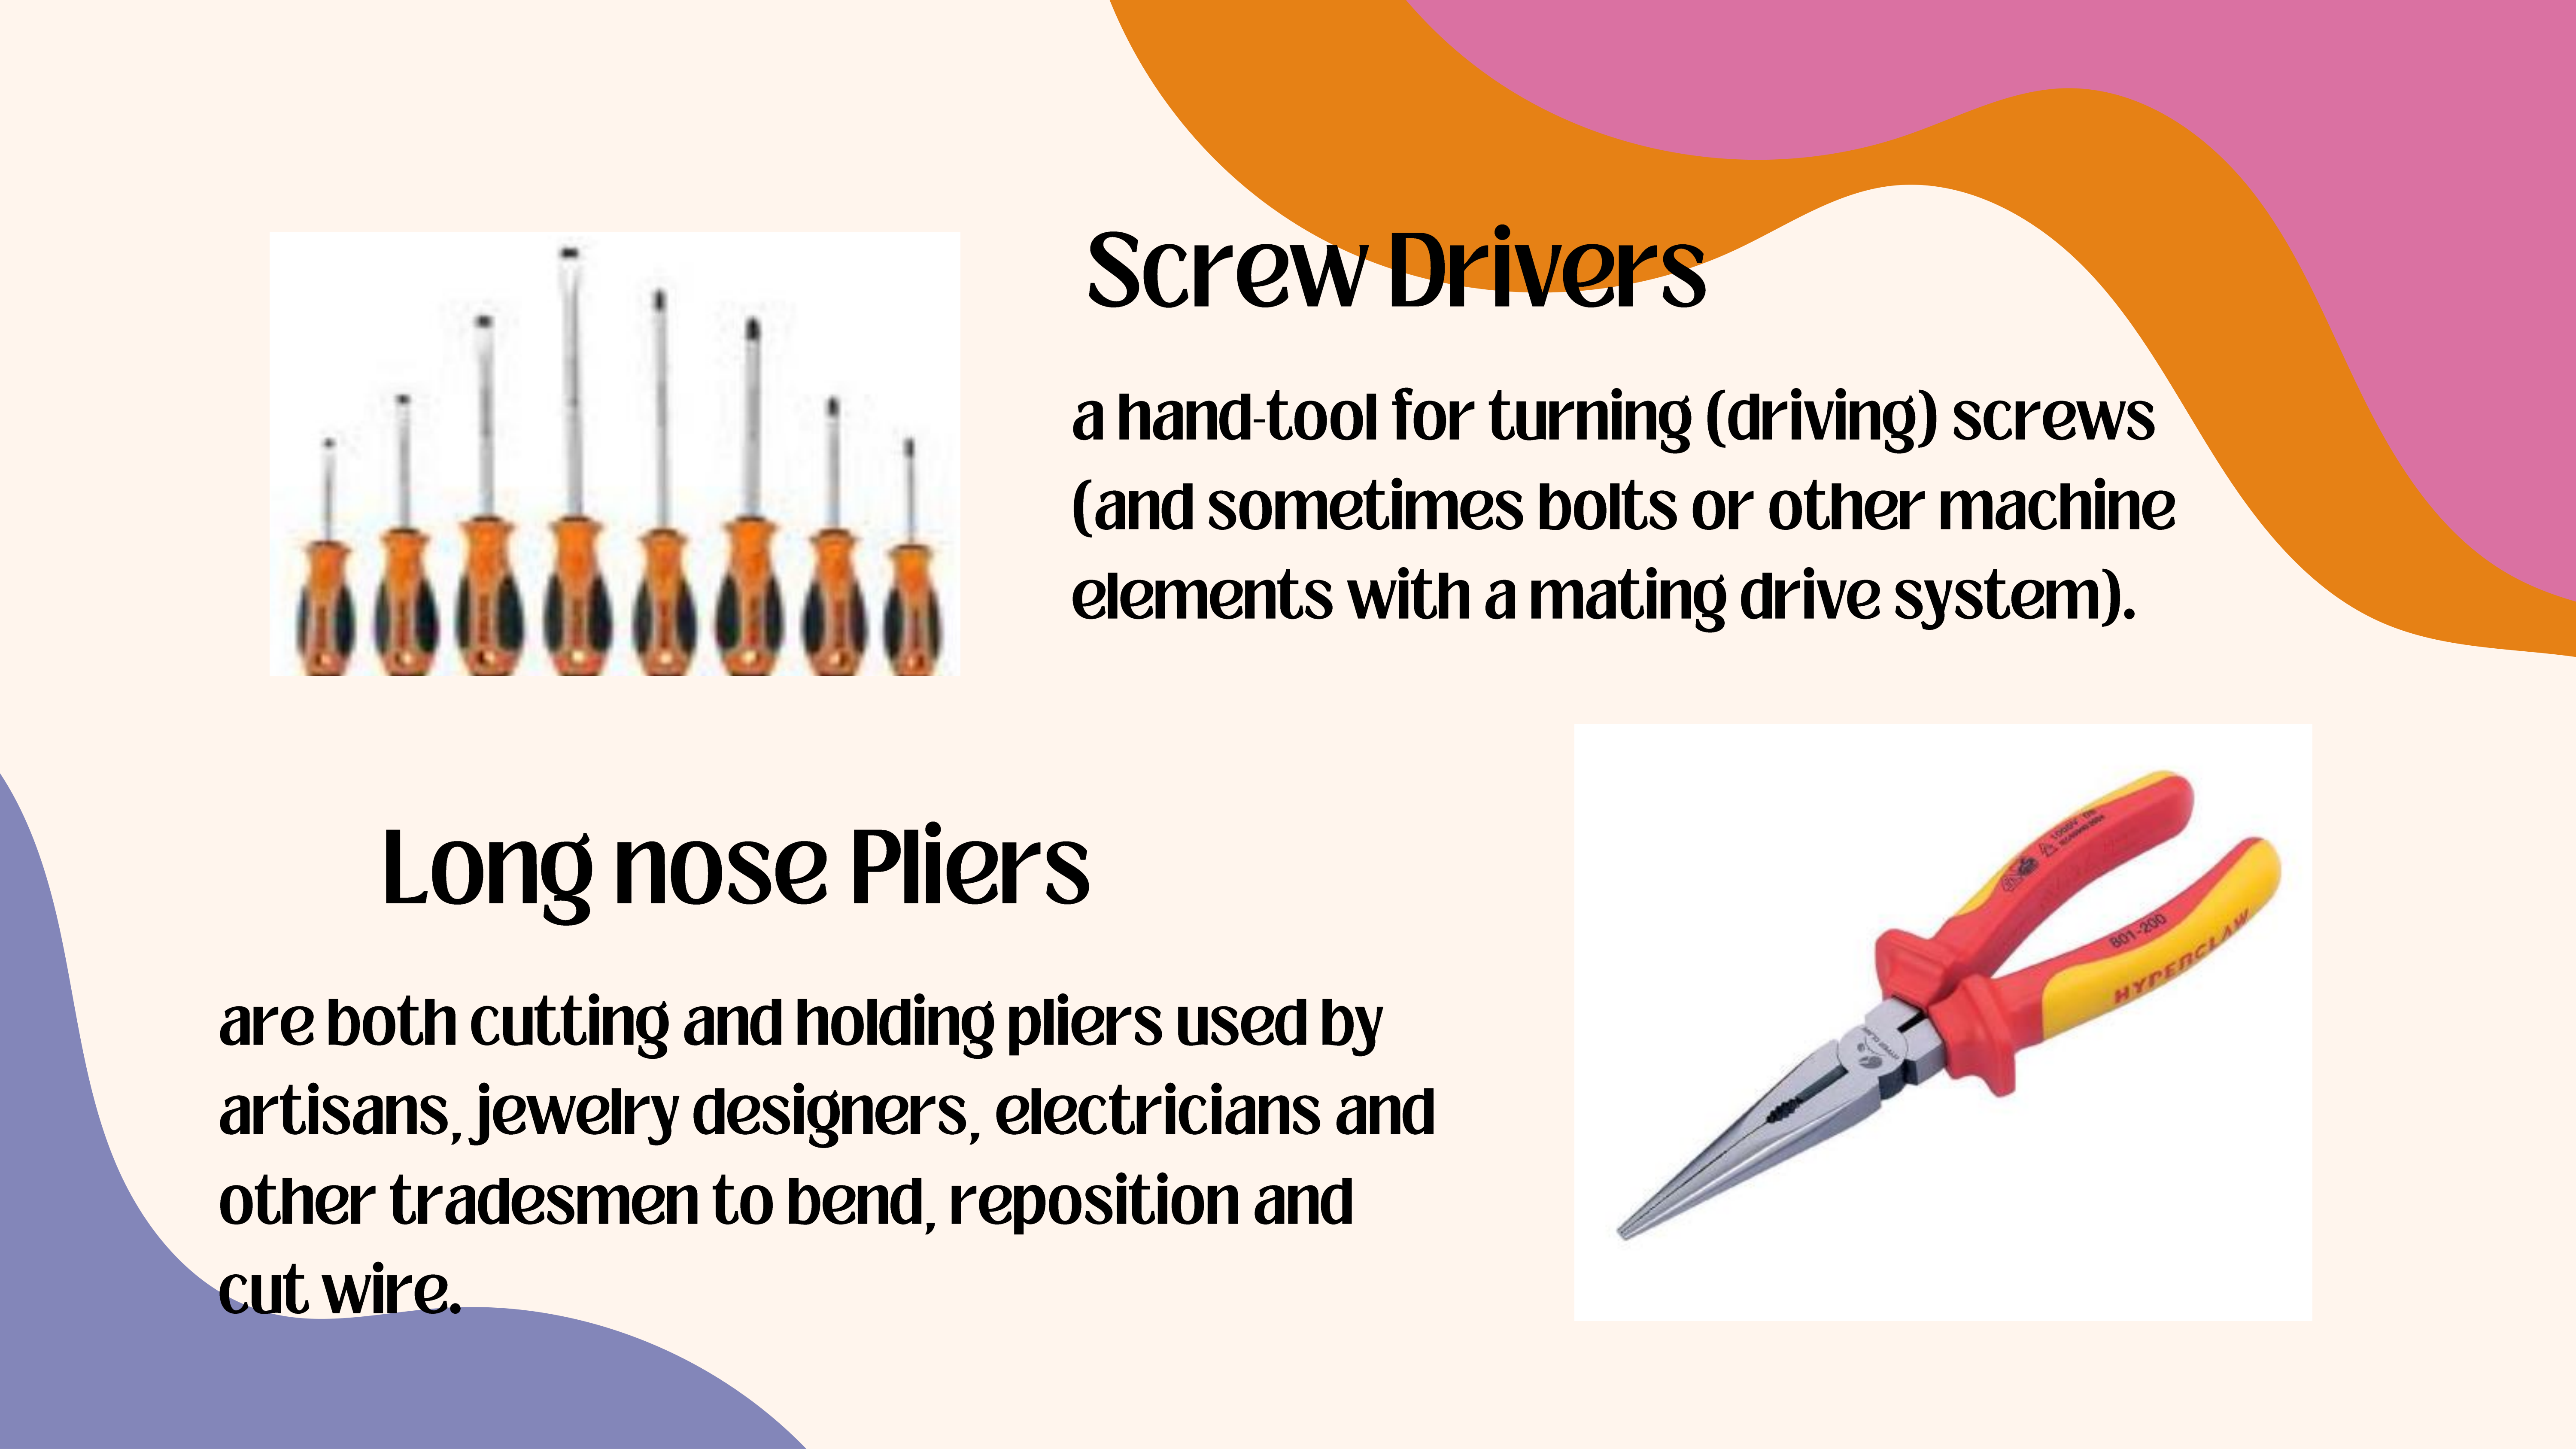 Screw Drivers
a hand-tool for turning (driving) screws
(and sometimes bolts or other machine
elements with a mating drive system).
Long nose Pliers
are both cutting and holding pliers used by
artisans, jewelry designers, electricians and
other tradesmen to bend, reposition and
cut wire.
1000V
801-200
HYPERCLAW